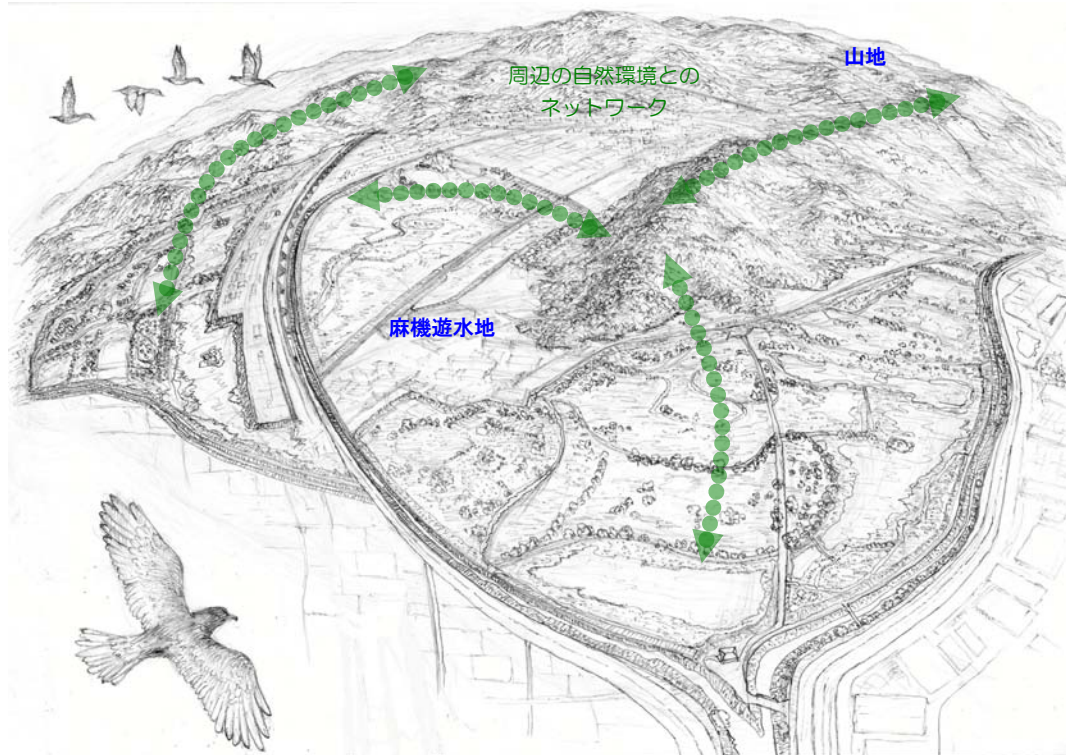 周辺の自然環境との
ネットワーク
山地
麻機遊水地